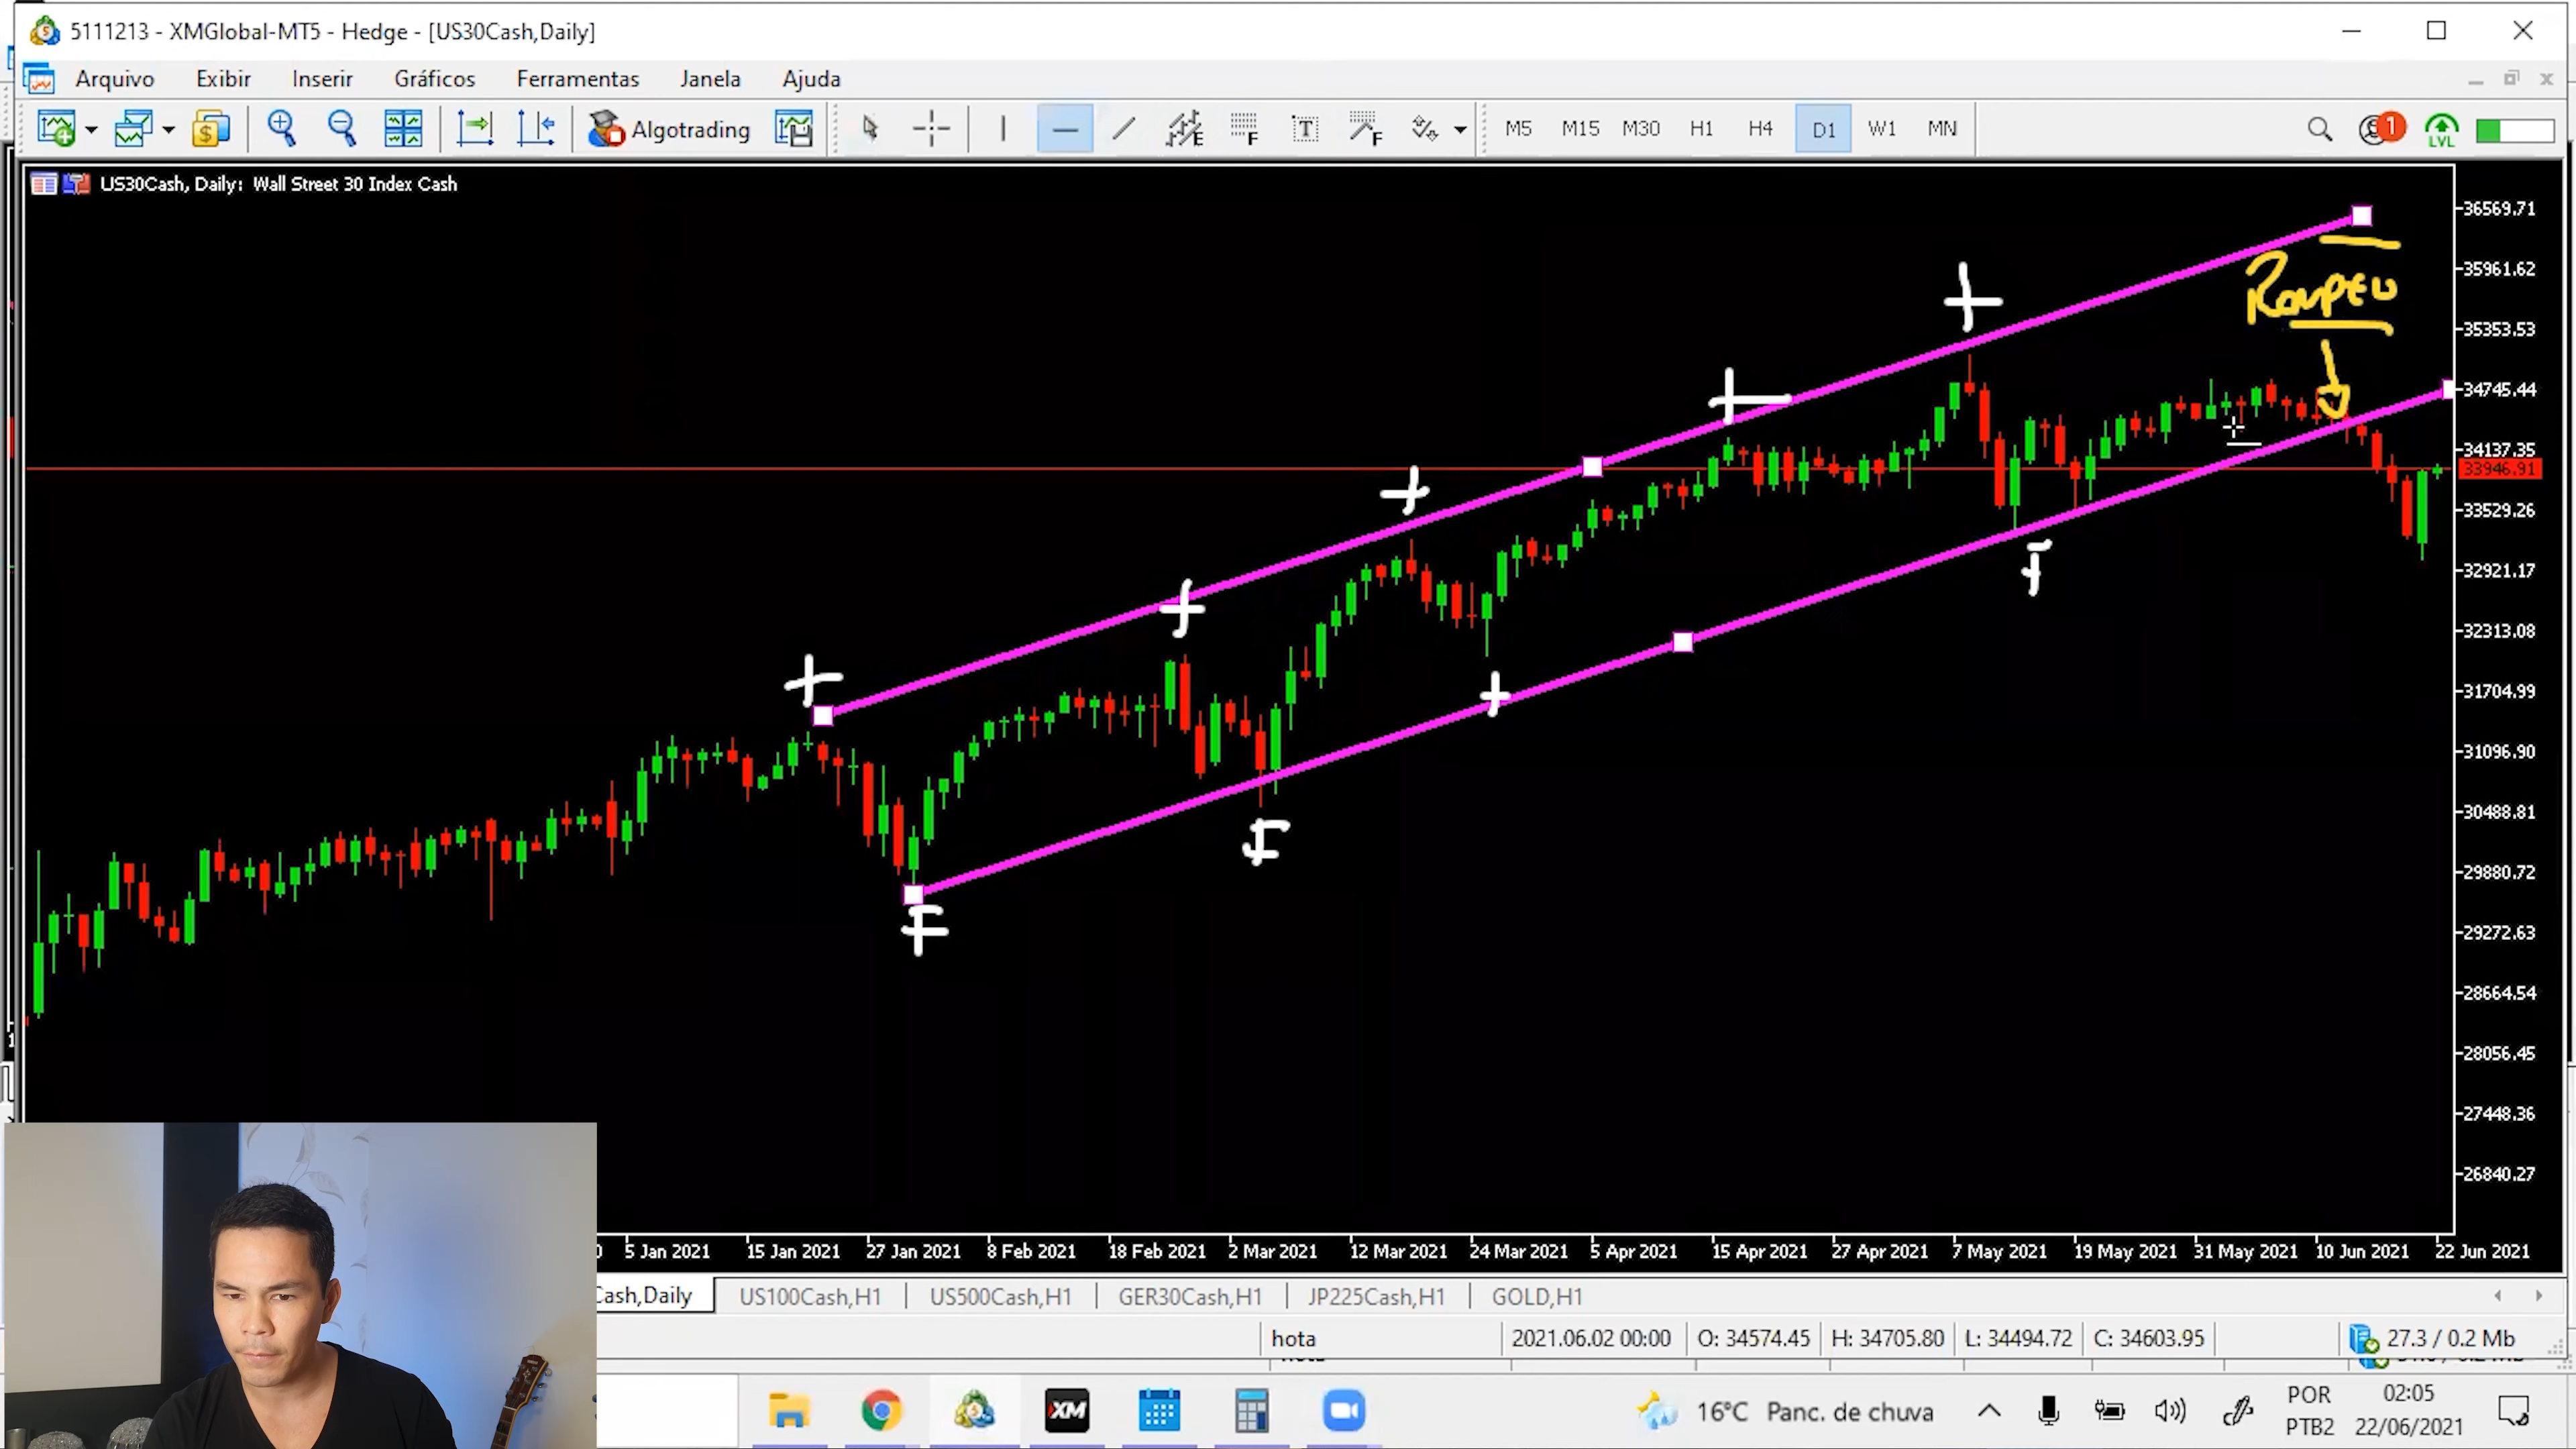 5111213 - XMGlobal-MT5 - Hedge - [US30Cash,Daily]
Arquivo Exibir Inserir Gráficos Ferramentas Janela Ajuda
Algotrading M5 M15 M30 H1 H4 D1 W1 MN 1 LVL
US30Cash, Daily: Wall Street 30 Index Cash
36569.71
35961.62
Rompeu
35353.53
34745.44
34137.35
33946.91
33529.26
32921.17
32313.08
31704.99
31096.90
30488.81
29880.72
29272.63
28664.54
28056.45
27448.36
26840.27
5 Jan 2021 15 Jan 2021 27 Jan 2021 8 Feb 2021 18 Feb 2021 2 Mar 2021 12 Mar 2021 24 Mar 2021 5 Apr 2021 15 Apr 2021 27 Apr 2021 7 May 2021 19 May 2021 31 May 2021 10 Jun 2021 22 Jun 2021
Cash,Daily US100Cash,H1 US500Cash,H1 GER30Cash,H1 JP225Cash,H1 GOLD,H1
hota 2021.06.02 00:00 O: 34574.45 H: 34705.80 L: 34494.72 C: 34603.95 27.3 / 0.2 Mb
XM 16°C Panc. de chuva POR 02:05
PTB2 22/06/2021